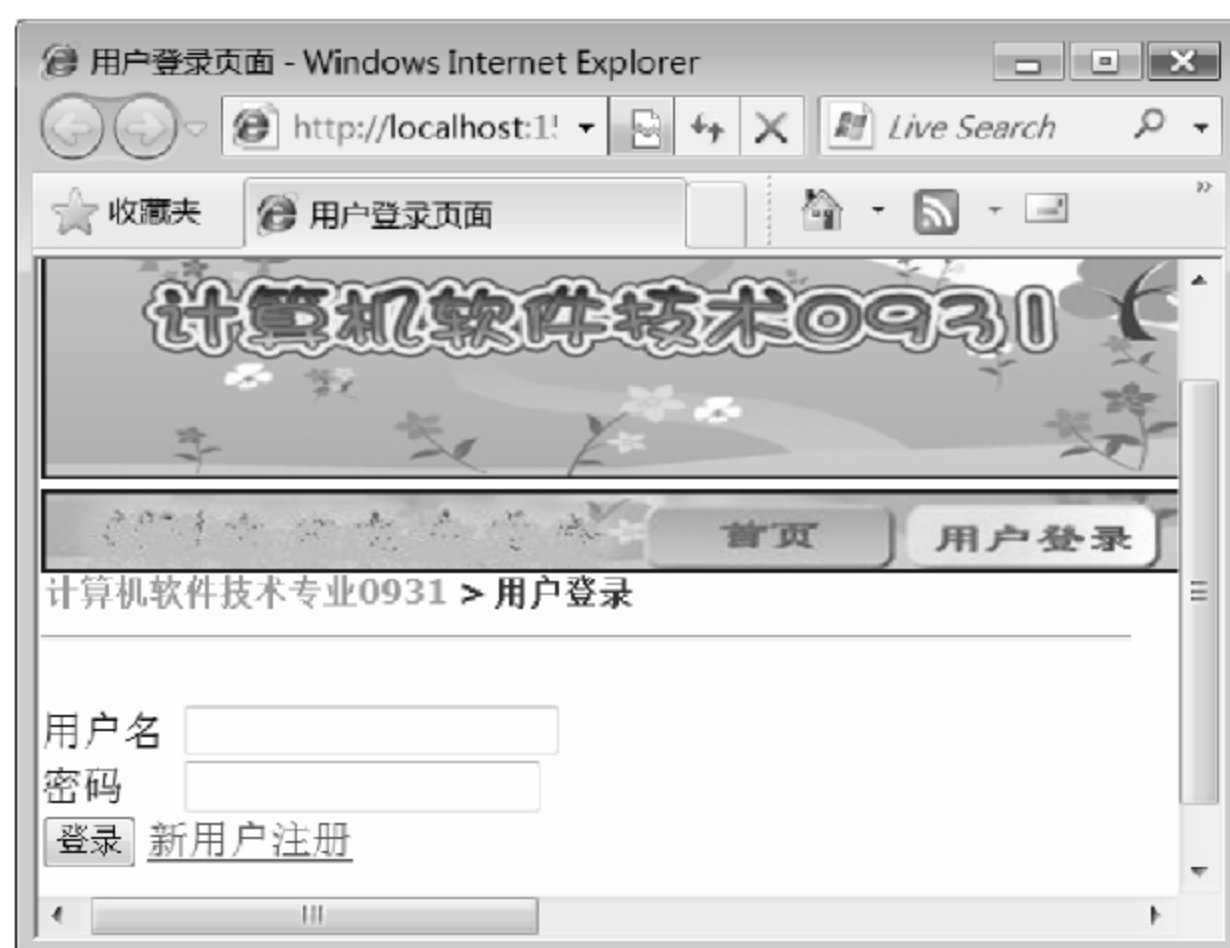 用户登录页面 - Windows Internet Explorer
http://localhost:1
Live Search
收藏夹
用户登录页面
计算机软件技术0931
首页
用户登录
计算机软件技术专业0931 > 用户登录
用户名
密码
登录 新用户注册